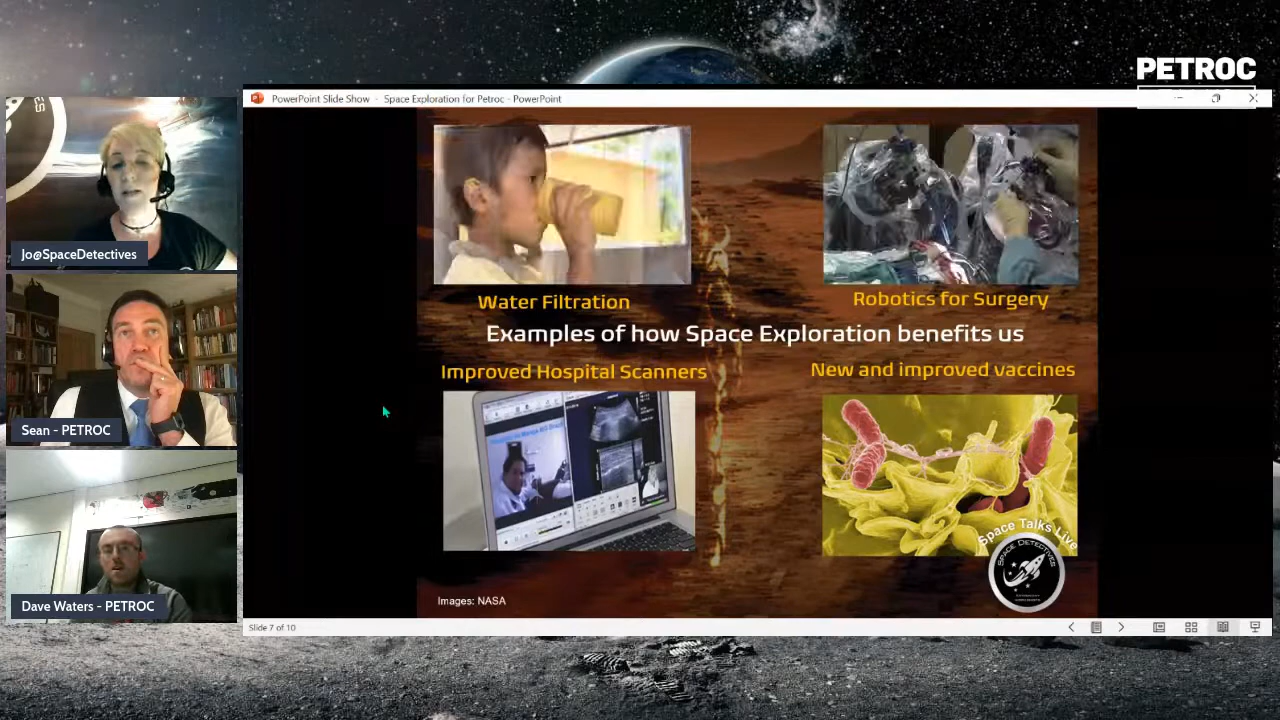 PETROC
PowerPoint Slide Show - Space Exploration for Petroc - PowerPoint
Jo@SpaceDetectives
Sean - PETROC
Dave Waters - PETROC
Water Filtration
Robotics for Surgery
Examples of how Space Exploration benefits us
Improved Hospital Scanners
New and improved vaccines
Space Talks Live
SPACE DETECTIVES
Images: NASA
Slide 7 of 10